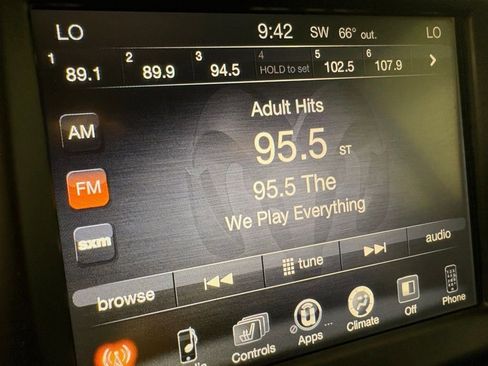 LO 9:42 SW 66° out. LO
1 89.1 2 89.9 3 94.5 4 HOLD to set 5 102.5 6 107.9 >
Adult Hits
AM
95.5 ST
FM
95.5 The
We Play Everything
sxm
browse tune audio
Controls Apps ... Climate Off Phone